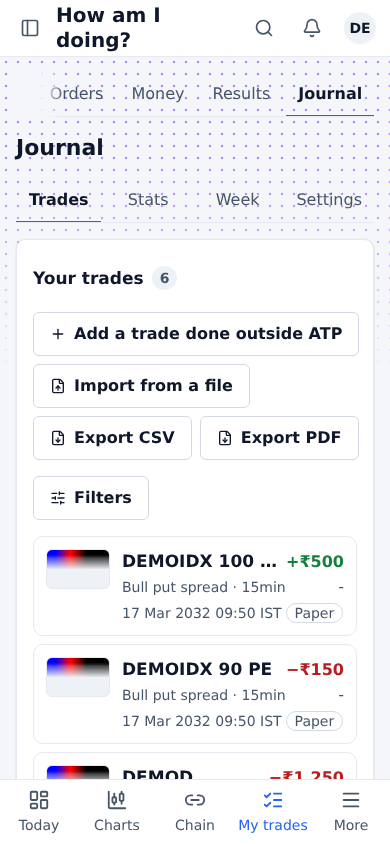 How am I
doing?
DE
Orders Money Results Journal
Journal
Trades Stats Week Settings
Your trades 6
Add a trade done outside ATP
Import from a file
Export CSV Export PDF
Filters
DEMOIDX 100 ... +₹500
Bull put spread · 15min -
17 Mar 2032 09:50 IST Paper
DEMOIDX 90 PE −₹150
Bull put spread · 15min -
17 Mar 2032 09:50 IST Paper
DEMOD −₹1,250
Today Charts Chain My trades More